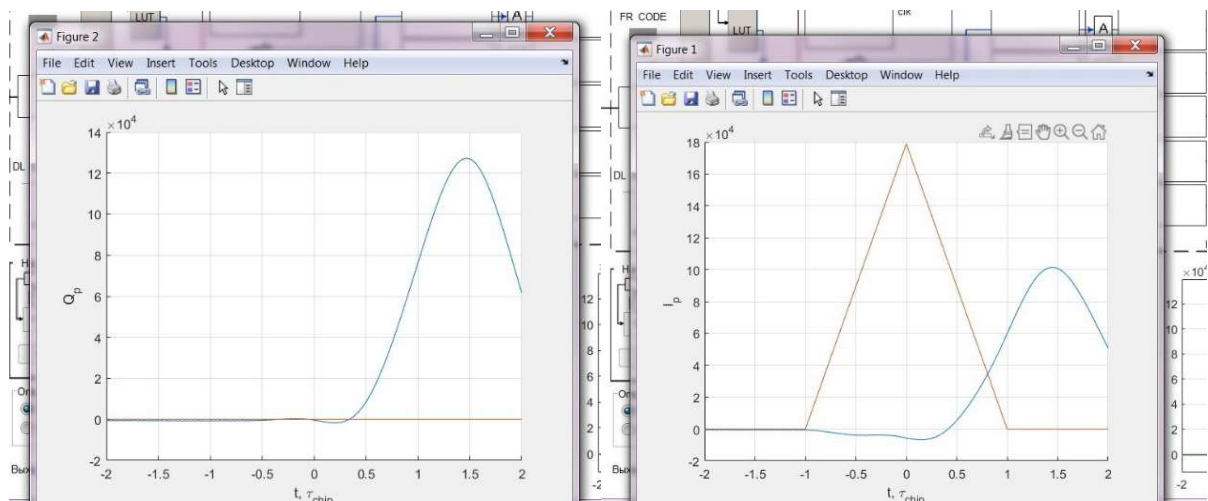 LUT
A
Figure 2
File Edit View Insert Tools Desktop Window Help
×10⁴
14
12
10
8
6
4
2
0
-2
-2 -1.5 -1 -0.5 0 0.5 1 1.5 2
Q_p
t, τ_chip
DL
Вых
14
12
10
8
6
4
2
0
-2
FR CODE
LUT
A
Figure 1
File Edit View Insert Tools Desktop Window Help
×10⁴
18
16
14
12
10
8
6
4
2
0
-2
-2 -1.5 -1 -0.5 0 0.5 1 1.5 2
I_p
t, τ_chip
DL
Вых
×10⁴
12
10
8
6
4
2
0
-2